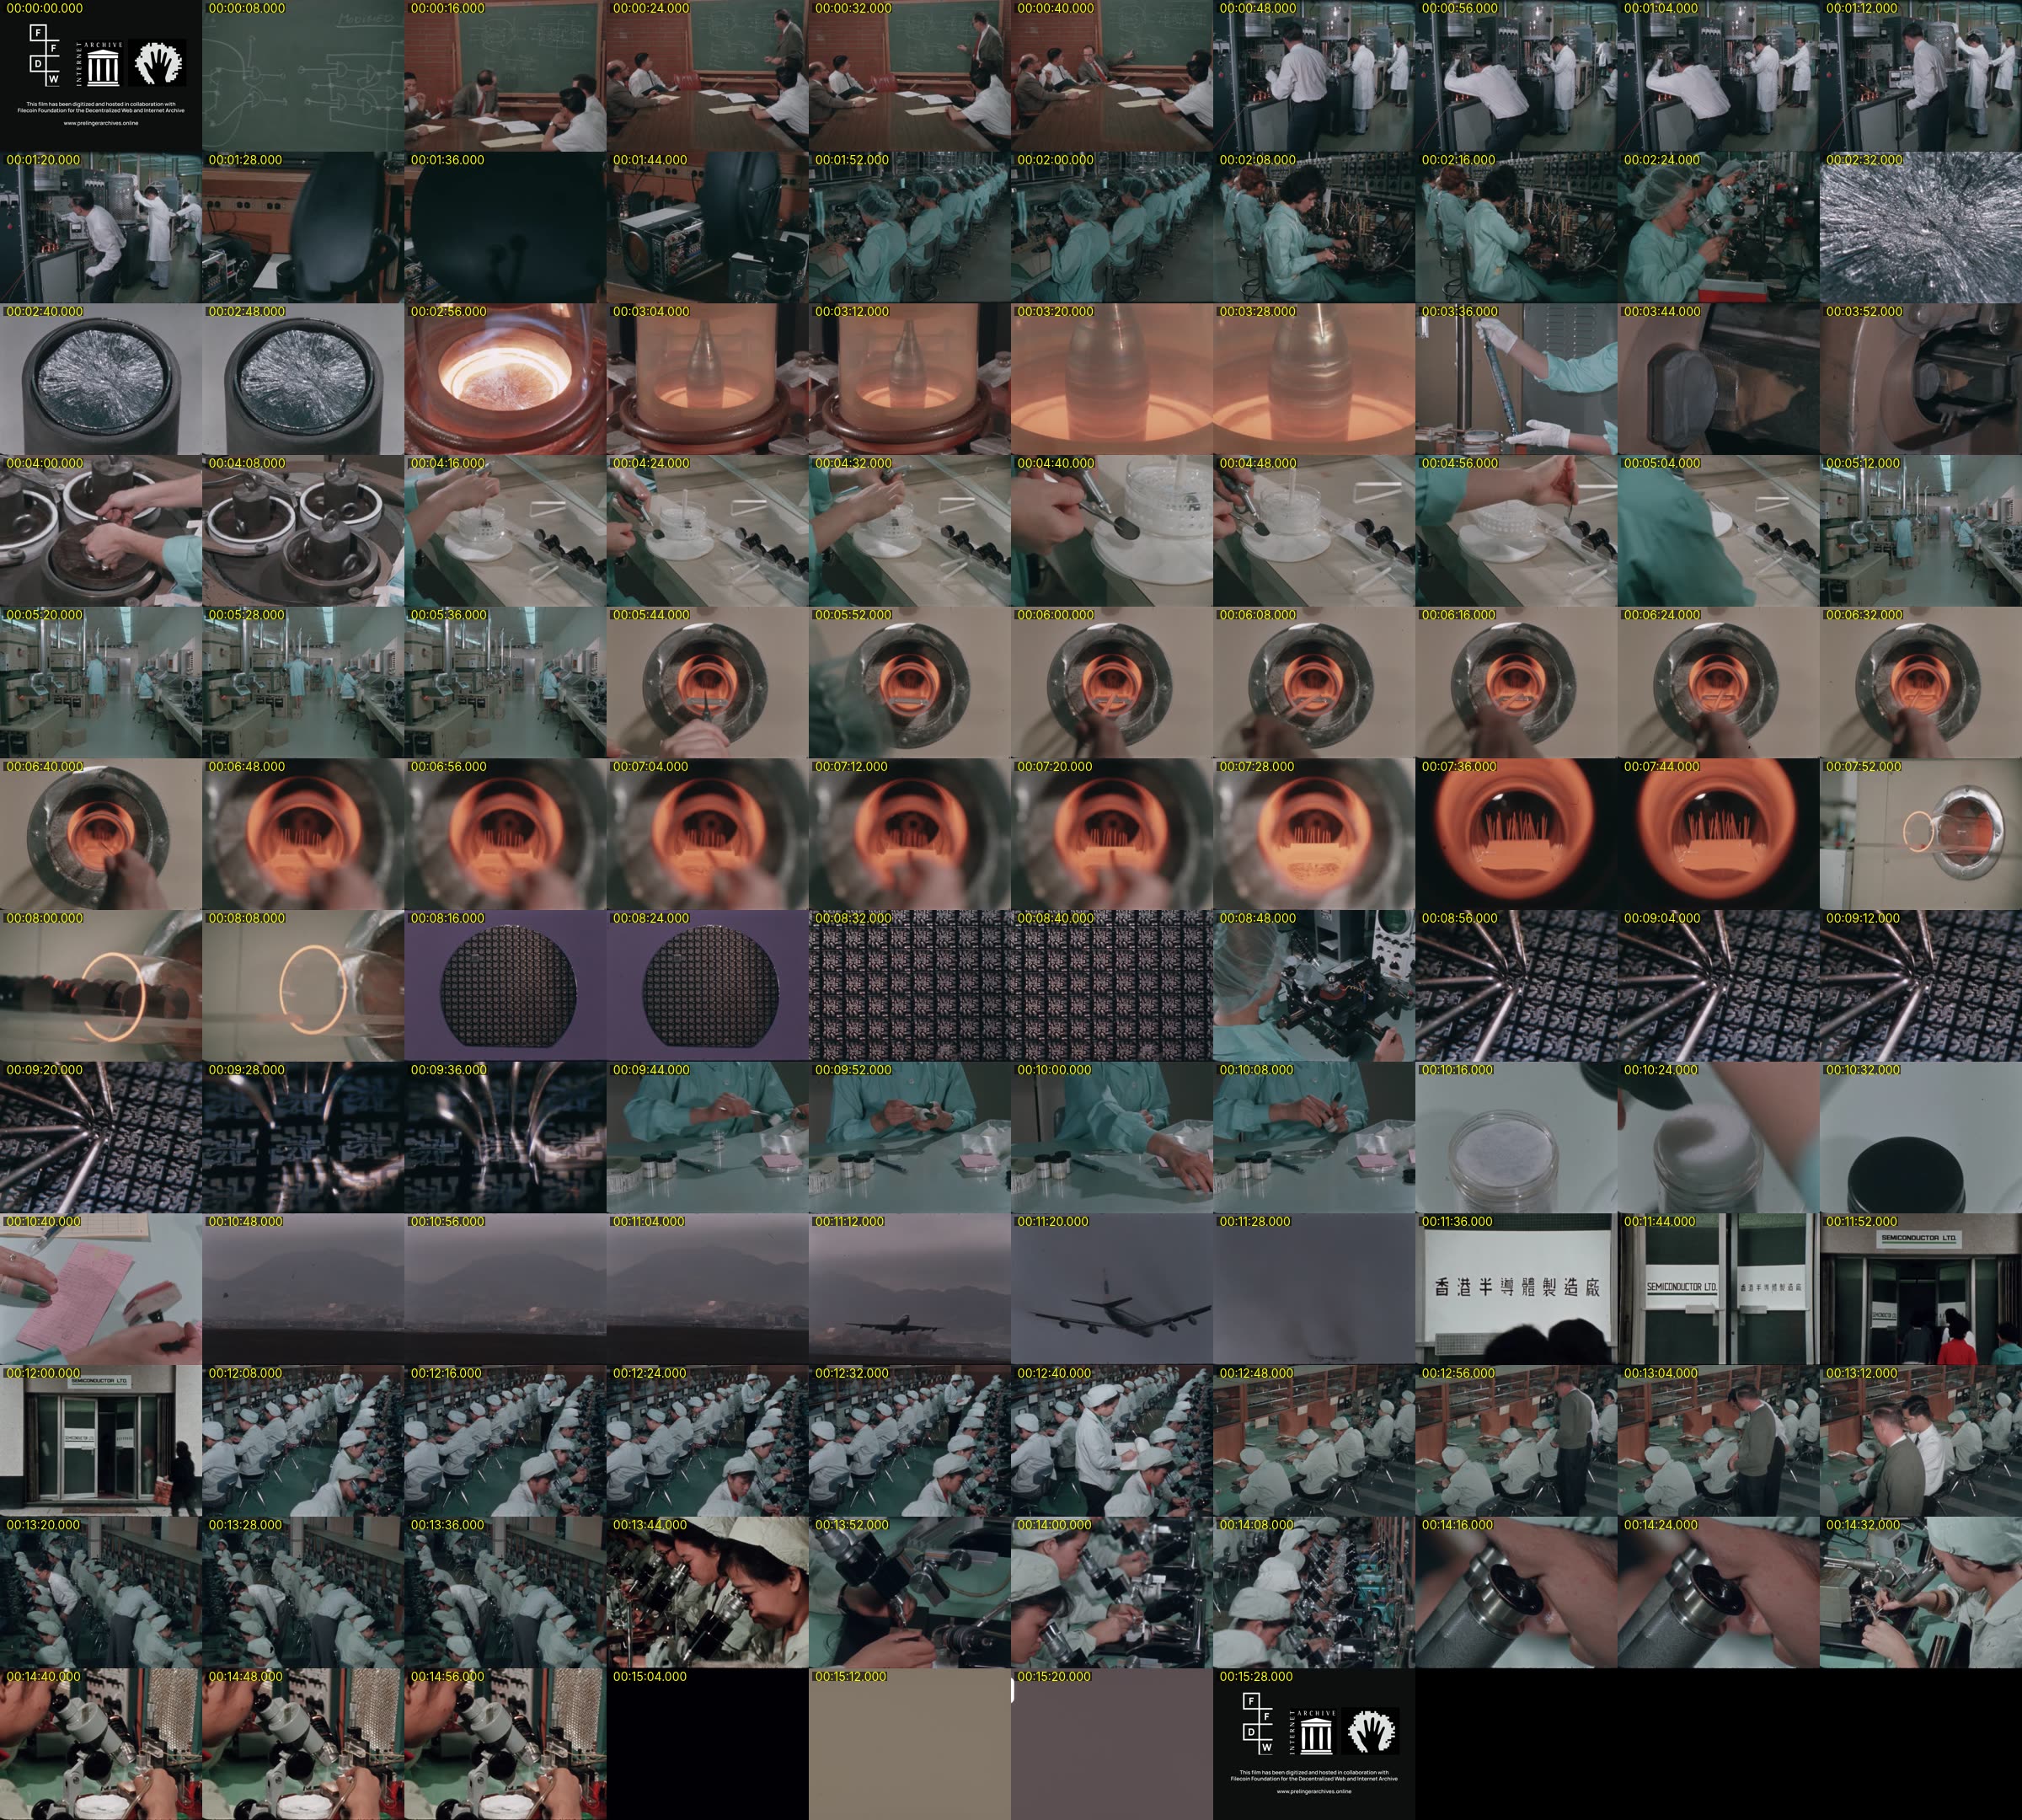 00:00:00.000 00:00:08.000 00:00:16.000 00:00:24.000 00:00:32.000 00:00:40.000 00:00:48.000 00:00:56.000 00:01:04.000 00:01:12.000
F F D W
INTERNET ARCHIVE
This film has been digitized and hosted in collaboration with
Filecoin Foundation for the Decentralized Web and Internet Archive
www.prelingerarchives.online
MODIFIED
00:01:20.000 00:01:28.000 00:01:36.000 00:01:44.000 00:01:52.000 00:02:00.000 00:02:08.000 00:02:16.000 00:02:24.000 00:02:32.000
00:02:40.000 00:02:48.000 00:02:56.000 00:03:04.000 00:03:12.000 00:03:20.000 00:03:28.000 00:03:36.000 00:03:44.000 00:03:52.000
00:04:00.000 00:04:08.000 00:04:16.000 00:04:24.000 00:04:32.000 00:04:40.000 00:04:48.000 00:04:56.000 00:05:04.000 00:05:12.000
00:05:20.000 00:05:28.000 00:05:36.000 00:05:44.000 00:05:52.000 00:06:00.000 00:06:08.000 00:06:16.000 00:06:24.000 00:06:32.000
00:06:40.000 00:06:48.000 00:06:56.000 00:07:04.000 00:07:12.000 00:07:20.000 00:07:28.000 00:07:36.000 00:07:44.000 00:07:52.000
00:08:00.000 00:08:08.000 00:08:16.000 00:08:24.000 00:08:32.000 00:08:40.000 00:08:48.000 00:08:56.000 00:09:04.000 00:09:12.000
00:09:20.000 00:09:28.000 00:09:36.000 00:09:44.000 00:09:52.000 00:10:00.000 00:10:08.000 00:10:16.000 00:10:24.000 00:10:32.000
00:10:40.000 00:10:48.000 00:10:56.000 00:11:04.000 00:11:12.000 00:11:20.000 00:11:28.000 00:11:36.000 00:11:44.000 00:11:52.000
香港半導體製造廠
SEMICONDUCTOR LTD.
香港半導體製造廠
SEMICONDUCTOR LTD.
00:12:00.000 00:12:08.000 00:12:16.000 00:12:24.000 00:12:32.000 00:12:40.000 00:12:48.000 00:12:56.000 00:13:04.000 00:13:12.000
SEMICONDUCTOR LTD.
00:13:20.000 00:13:28.000 00:13:36.000 00:13:44.000 00:13:52.000 00:14:00.000 00:14:08.000 00:14:16.000 00:14:24.000 00:14:32.000
00:14:40.000 00:14:48.000 00:14:56.000 00:15:04.000 00:15:12.000 00:15:20.000 00:15:28.000
F F D W
INTERNET ARCHIVE
This film has been digitized and hosted in collaboration with
Filecoin Foundation for the Decentralized Web and Internet Archive
www.prelingerarchives.online